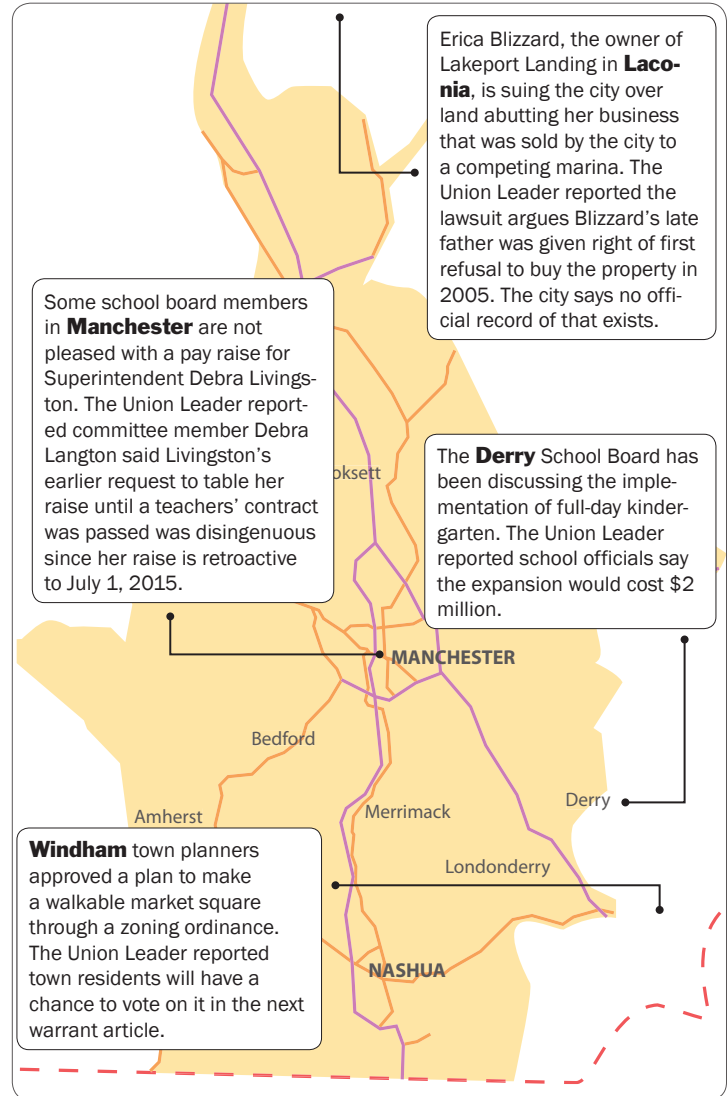 Erica Blizzard, the owner of
Lakeport Landing in Laco-
nia, is suing the city over
land abutting her business
that was sold by the city to
a competing marina. The
Union Leader reported the
lawsuit argues Blizzard's late
father was given right of first
refusal to buy the property in
2005. The city says no offi-
cial record of that exists.
Some school board members
in Manchester are not
pleased with a pay raise for
Superintendent Debra Livings-
ton. The Union Leader report-
ed committee member Debra
Langton said Livingston's
earlier request to table her
raise until a teachers' contract
was passed was disingenuous
since her raise is retroactive
to July 1, 2015.
oksett
The Derry School Board has
been discussing the imple-
mentation of full-day kinder-
garten. The Union Leader
reported school officials say
the expansion would cost $2
million.
MANCHESTER
Bedford
Derry
Merrimack
Amherst
Londonderry
Windham town planners
approved a plan to make
a walkable market square
through a zoning ordinance.
The Union Leader reported
town residents will have a
chance to vote on it in the next
warrant article.
NASHUA